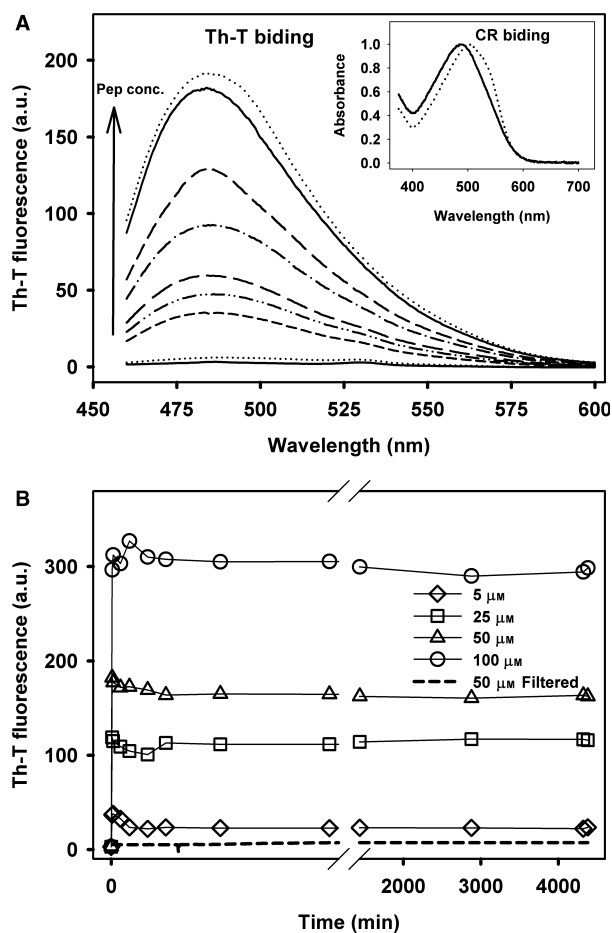 A
Th-T biding
CR biding
Pep conc.
Th-T fluorescence (a.u.)
200
150
100
50
0
450
475
500
525
550
575
600
Wavelength (nm)
Absorbance
1.0
0.8
0.6
0.4
0.2
0.0
400
500
600
700
Wavelength (nm)
B
Th-T fluorescence (a.u.)
300
200
100
0
5 μM
25 μM
50 μM
100 μM
50 μM Filtered
0
2000
3000
4000
Time (min)